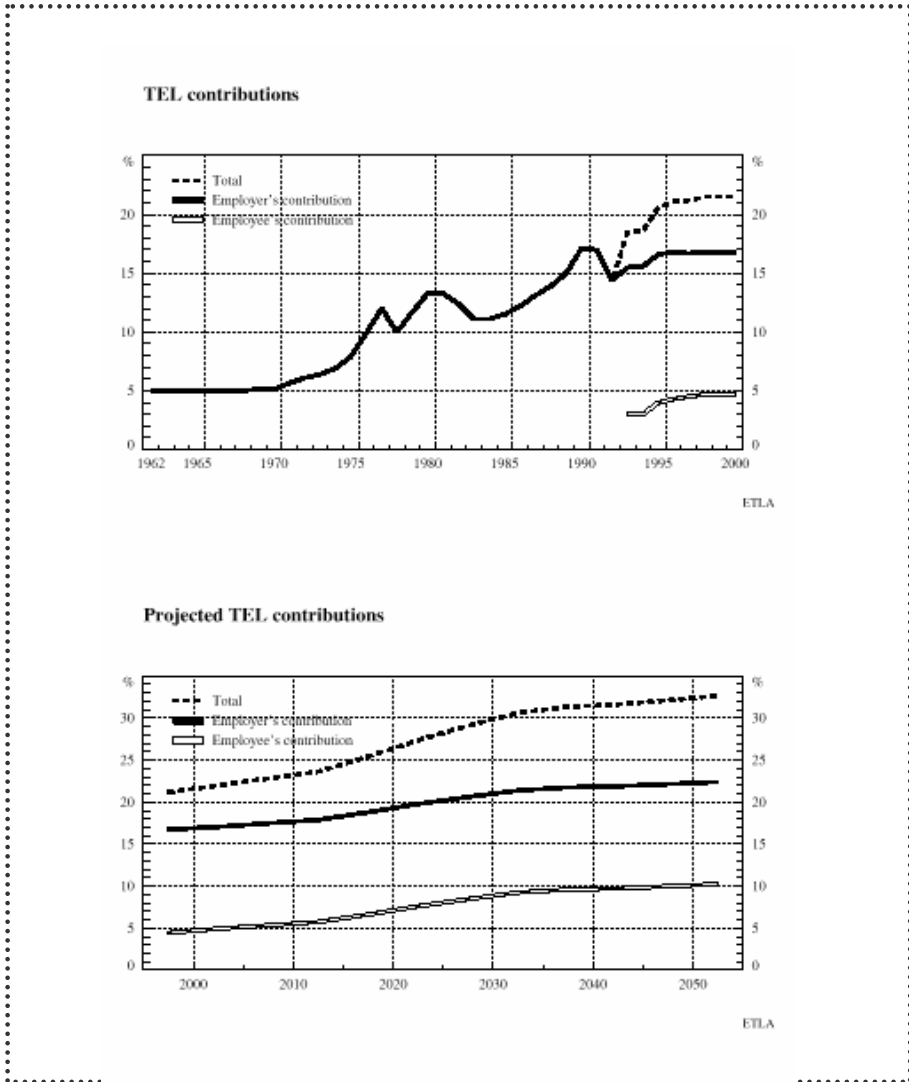 TEL contributions
% %
Total
Employer's contribution
Employee's contribution
20 20
15 15
10 10
5 5
0 0
1962 1965 1970 1975 1980 1985 1990 1995 2000
ETLA
Projected TEL contributions
% %
Total
30 30
Employer's contribution
Employee's contribution
25 25
20 20
15 15
10 10
5 5
0 0
2000 2010 2020 2030 2040 2050
ETLA